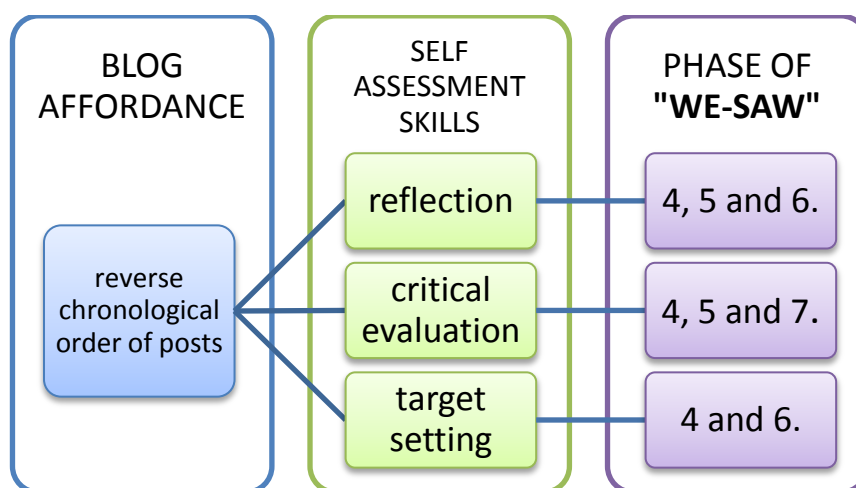 BLOG
AFFORDANCE
reverse
chronological
order of posts
SELF
ASSESSMENT
SKILLS
reflection
critical
evaluation
target
setting
PHASE OF
"WE-SAW"
4, 5 and 6.
4, 5 and 7.
4 and 6.